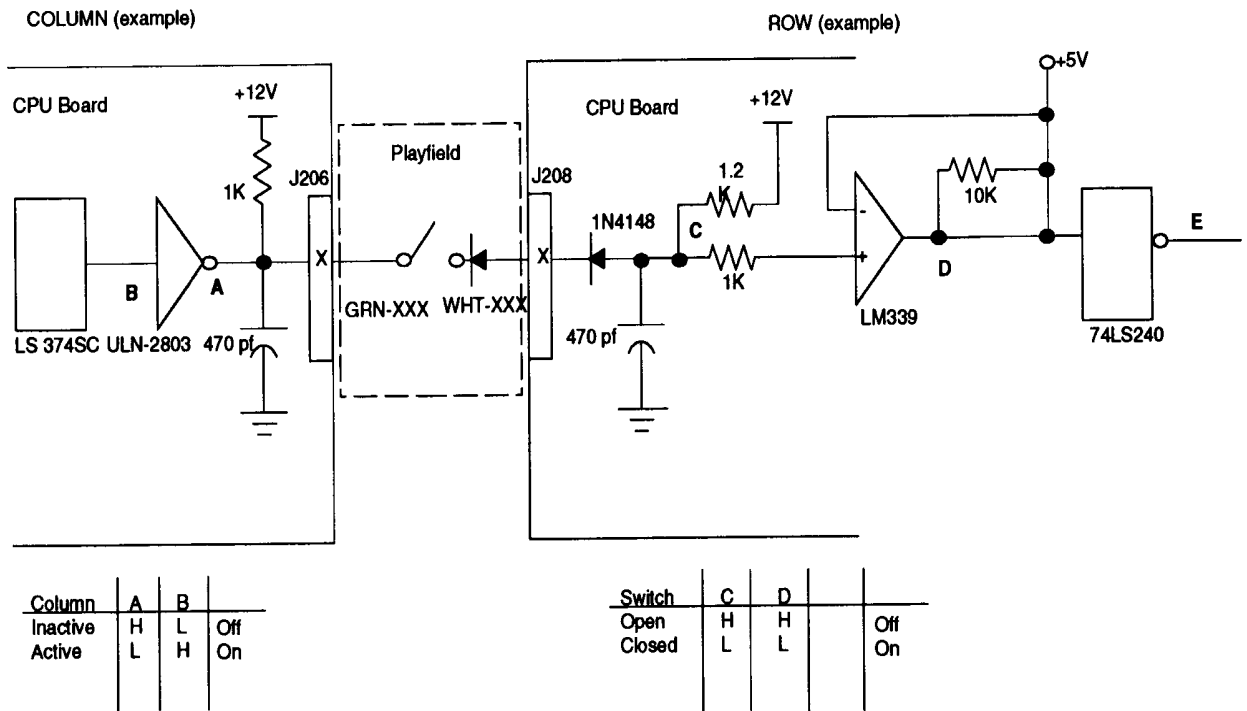 COLUMN (example)
ROW (example)
CPU Board
+12V
1K
J206
Playfield
J208
CPU Board
+12V
1.2
K
+5V
10K
1N4148
C
1K
-
+
LM339
D
E
74LS240
B
A
X
X
GRN-XXX
WHT-XXX
LS 374SC
ULN-2803
470 pf
470 pf
Column A B
Inactive H L Off
Active L H On
Switch C D
Open H H Off
Closed L L On